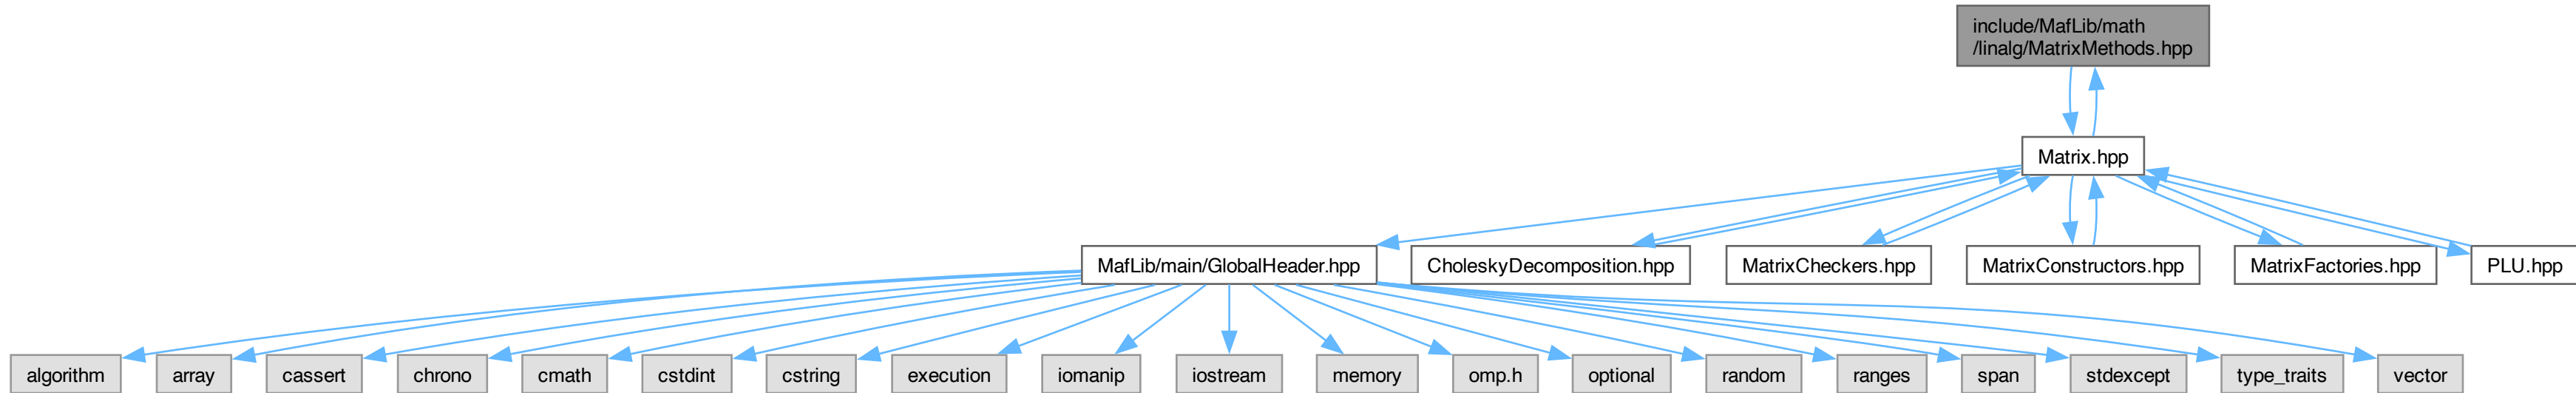 include/MafLib/math
/linalg/MatrixMethods.hpp
Matrix.hpp
MafLib/main/GlobalHeader.hpp
CholeskyDecomposition.hpp
MatrixCheckers.hpp
MatrixConstructors.hpp
MatrixFactories.hpp
PLU.hpp
algorithm
array
cassert
chrono
cmath
cstdint
cstring
execution
iomanip
iostream
memory
omp.h
optional
random
ranges
span
stdexcept
type_traits
vector